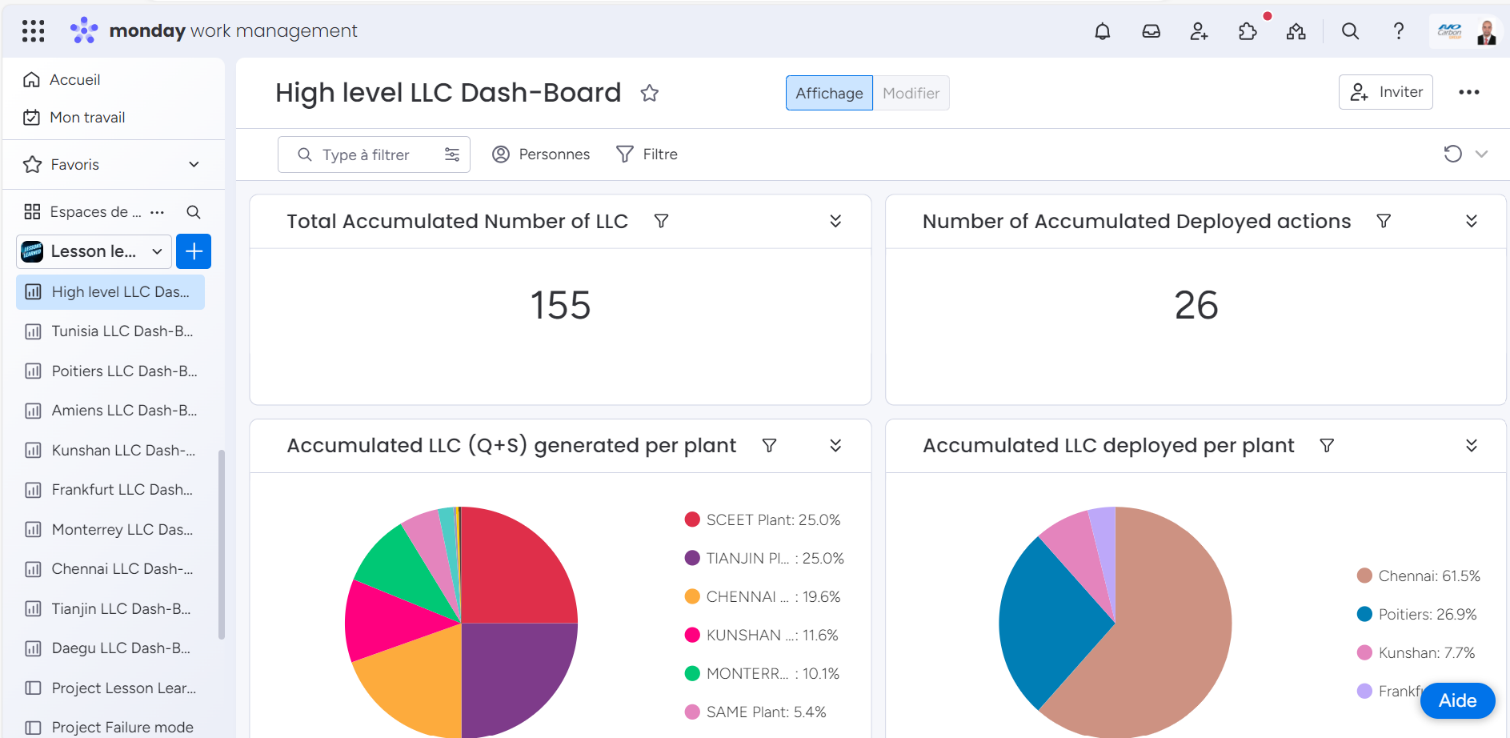 monday work management
Accueil
Mon travail
Favoris
Espaces de ...
Lesson le...
High level LLC Das...
Tunisia LLC Dash-B...
Poitiers LLC Dash-B...
Amiens LLC Dash-B...
Kunshan LLC Dash-...
Frankfurt LLC Dash...
Monterrey LLC Das...
Chennai LLC Dash-...
Tianjin LLC Dash-B...
Daegu LLC Dash-B...
Project Lesson Lear...
Project Failure mode
High level LLC Dash-Board
Affichage
Modifier
Inviter
Type à filtrer
Personnes
Filtre
Total Accumulated Number of LLC
155
Number of Accumulated Deployed actions
26
Accumulated LLC (Q+S) generated per plant
SCEET Plant: 25.0%
TIANJIN Pl... : 25.0%
CHENNAI ... : 19.6%
KUNSHAN ...: 11.6%
MONTERR... : 10.1%
SAME Plant: 5.4%
Accumulated LLC deployed per plant
Chennai: 61.5%
Poitiers: 26.9%
Kunshan: 7.7%
Frankf
Aide